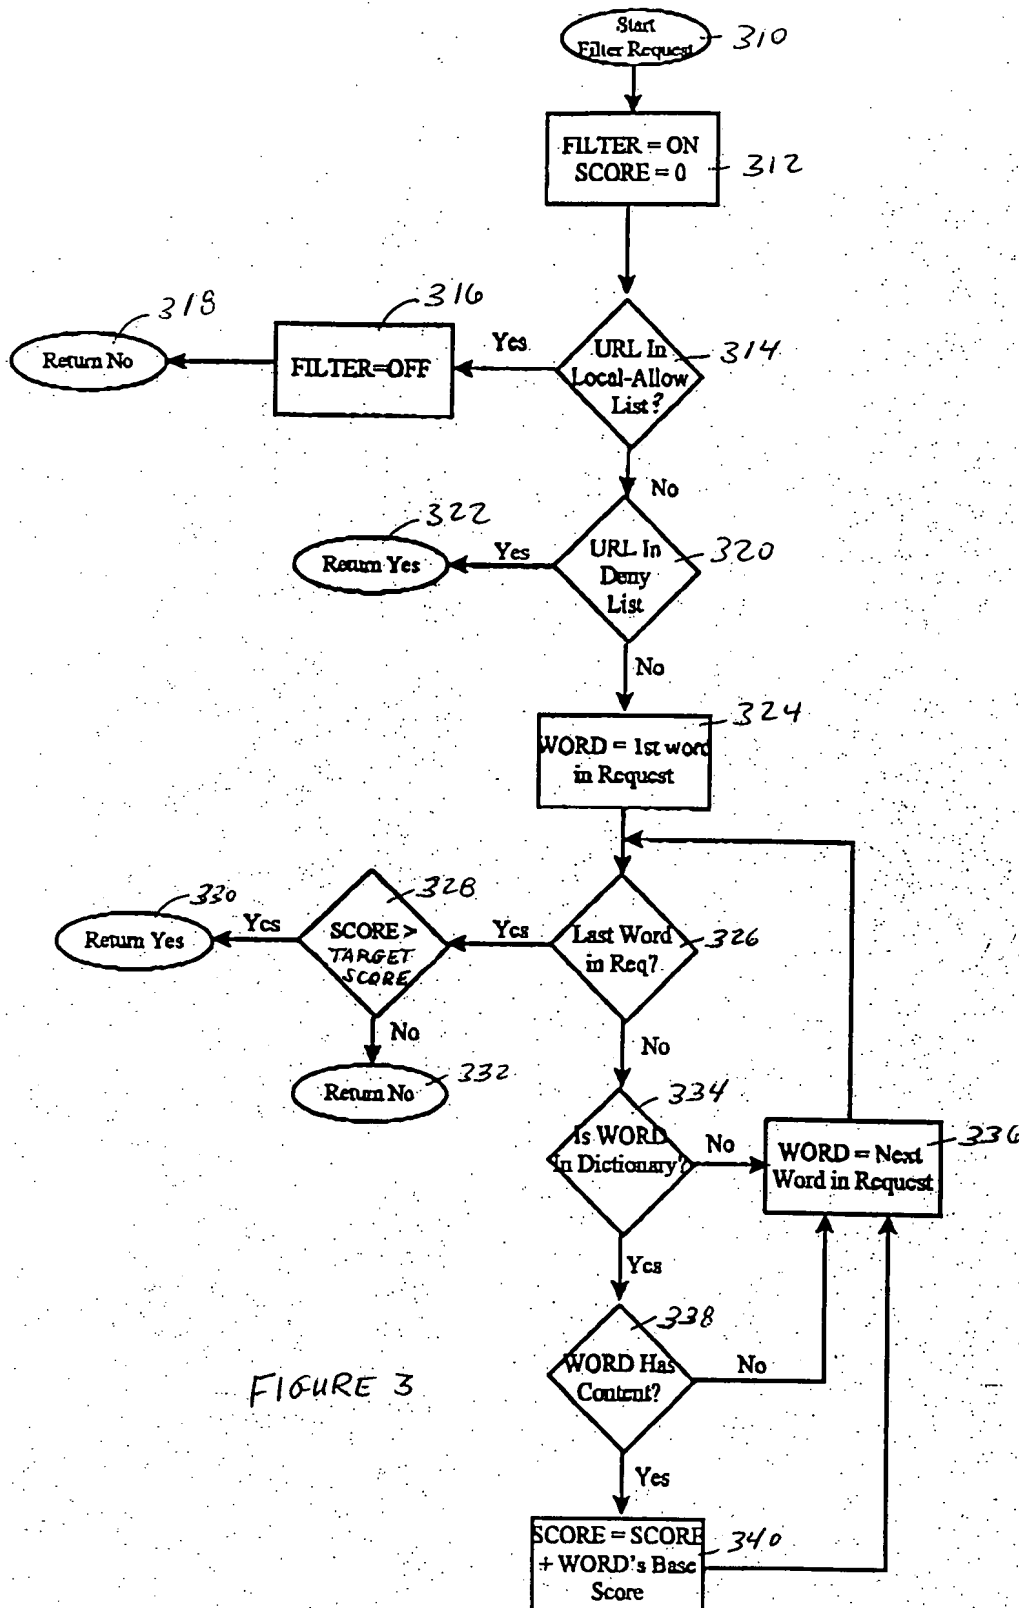 Start
Filter Request
310
FILTER = ON
SCORE = 0
312
URL In
Local-Allow
List?
314
Yes
316
FILTER=OFF
318
Return No
No
URL In
Deny
List
320
Yes
322
Return Yes
No
324
WORD = 1st word
in Request
Last Word
in Req?
326
Yes
328
SCORE >
TARGET
SCORE
Yes
330
Return Yes
No
Return No
332
No
334
Is WORD
In Dictionary?
No
336
WORD = Next
Word in Request
Yes
338
WORD Has
Content?
No
Yes
SCORE = SCORE
+ WORD's Base
Score
340
FIGURE 3